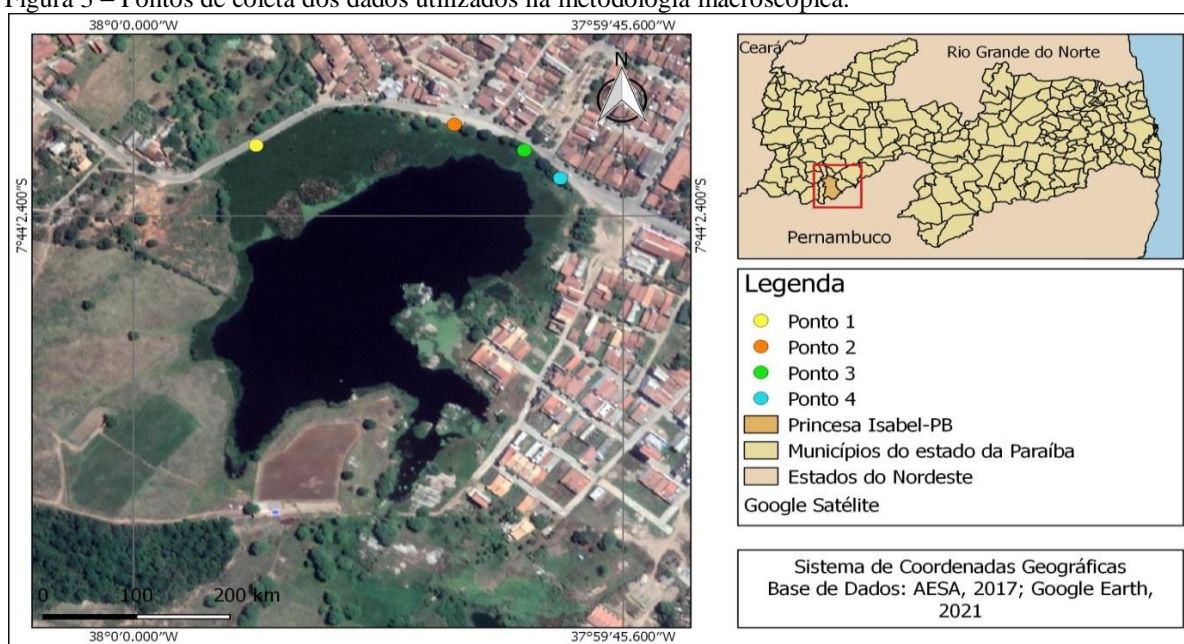 Figura 3 – Pontos de coleta dos dados utilizados na metodologia macroscópica.
38°0'0.000"W
37°59'45.600"W
N
7°44'2.400"S
7°44'2.400"S
0 100 200 km
38°0'0.000"W
37°59'45.600"W
Ceará
Rio Grande do Norte
Pernambuco
Legenda
Ponto 1
Ponto 2
Ponto 3
Ponto 4
Princesa Isabel-PB
Municípios do estado da Paraíba
Estados do Nordeste
Google Satélite
Sistema de Coordenadas Geográficas
Base de Dados: AESA, 2017; Google Earth,
2021